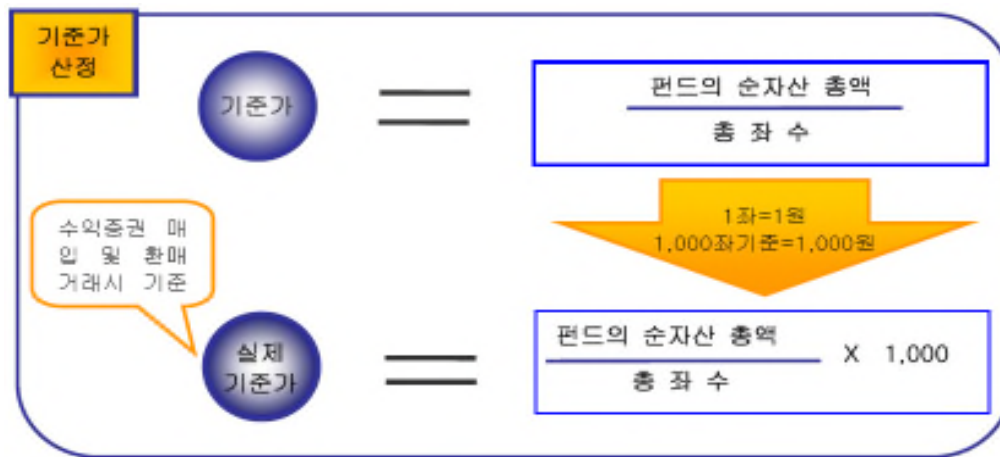 기준가
산정
기준가
펀드의 순자산 총액
총 좌 수
1좌=1원
1,000좌기준=1,000원
수익증권 매
입 및 환매
거래시 기준
실제
기준가
펀드의 순자산 총액
총 좌 수
X 1,000